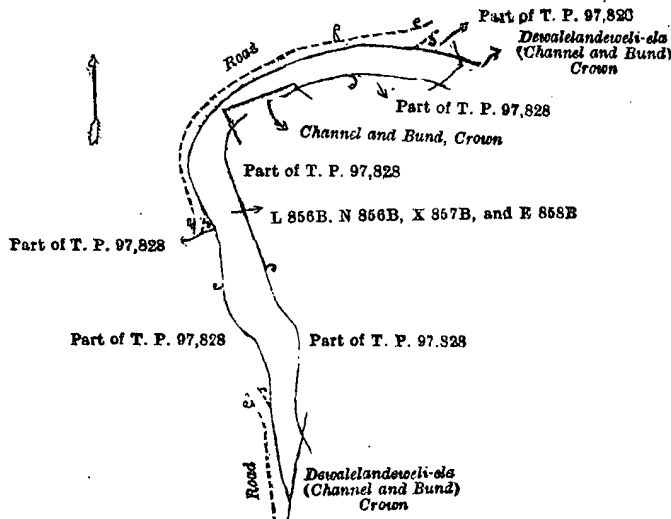 Part of T. P. 97,828
Dewalelandeweli-ela
(Channel and Bund)
Crown
Road
Part of T. P. 97,828
Channel and Bund, Crown
Part of T. P. 97,828
L 856B. N 856B, X 857B, and E 858B
Part of T. P. 97,828
Part of T. P. 97,828
Part of T. P. 97.828
Road
Dewalelandeweli-ela
(Channel and Bund)
Crown